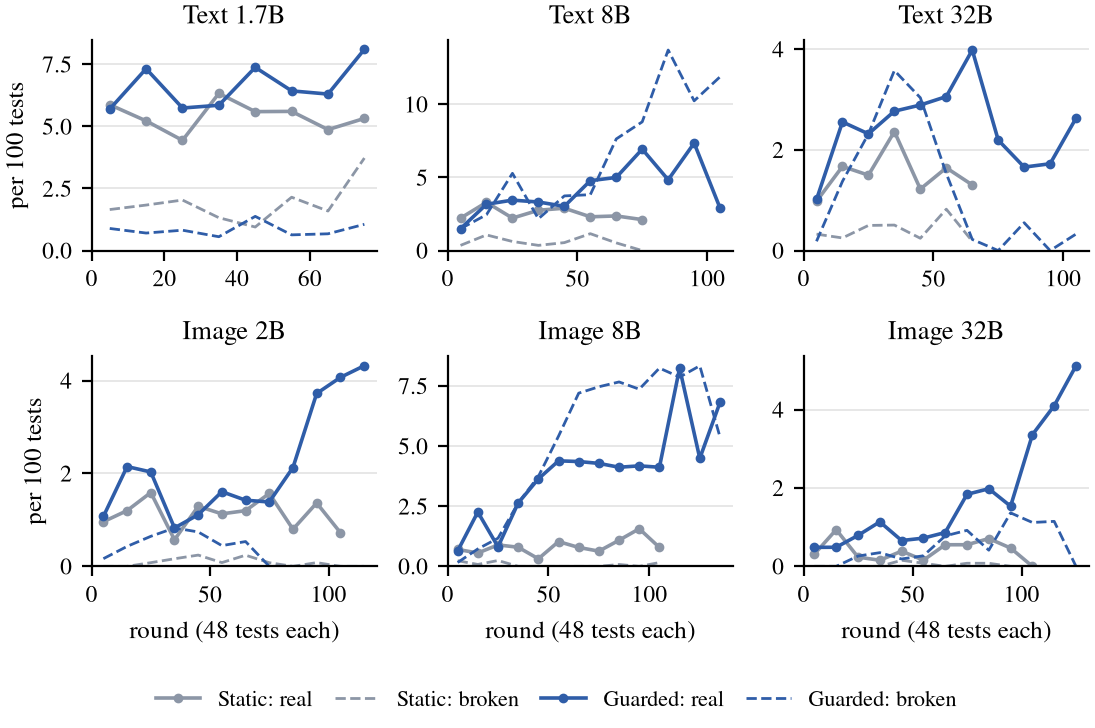 Text 1.7B Text 8B Text 32B
per 100 tests
7.5
5.0
2.5
0.0
0 20 40 60
10
5
0
0 50 100
4
2
0
0 50 100
Image 2B Image 8B Image 32B
per 100 tests
4
2
0
0 50 100
7.5
5.0
2.5
0.0
0 50 100
4
2
0
0 50 100
round (48 tests each) round (48 tests each) round (48 tests each)
Static: real Static: broken Guarded: real Guarded: broken